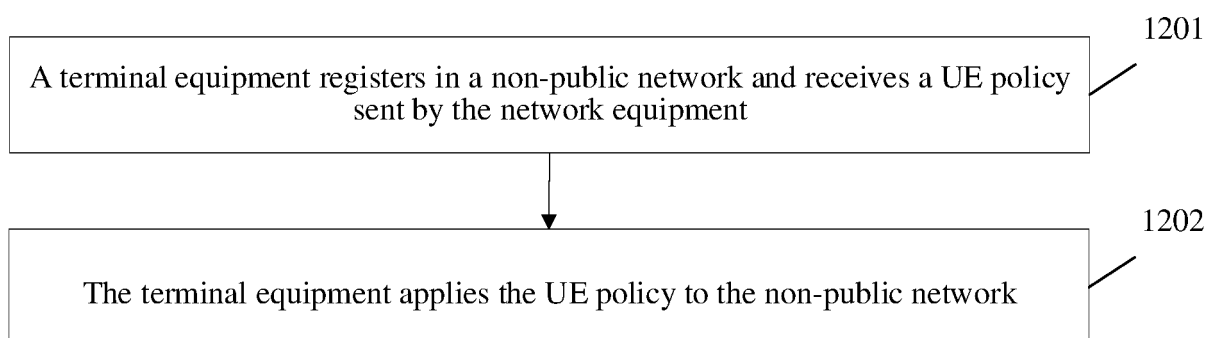 1201
A terminal equipment registers in a non-public network and receives a UE policy
sent by the network equipment
1202
The terminal equipment applies the UE policy to the non-public network